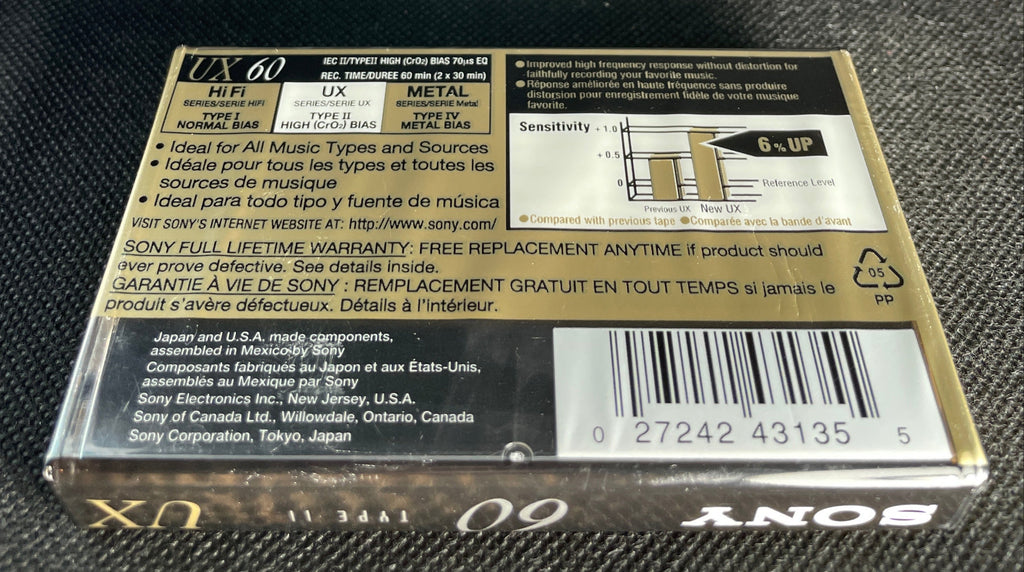 UX 60
IEC II/TYPEII HIGH (CrO₂) BIAS 70µs EQ
REC. TIME/DUREE 60 min (2 x 30 min)
HiFi
SERIES/SERIE HIFI
TYPE I
NORMAL BIAS
UX
SERIES/SERIE UX
TYPE II
HIGH (CrO₂) BIAS
METAL
SERIES/SERIE Metal
TYPE IV
METAL BIAS
• Ideal for All Music Types and Sources
• Idéale pour tous les types et toutes les
sources de musique
• Ideal para todo tipo y fuente de música
VISIT SONY'S INTERNET WEBSITE AT: http://www.sony.com/
● Improved high frequency response without distortion for
faithfully recording your favorite music.
● Réponse améliorée en haute fréquence sans produire
distorsion pour enregistrement fidèle de votre musique
favorite.
Sensitivity
+ 1.0
+ 0.5
0
6 % UP
Reference Level
Previous UX
New UX
●Compared with previous tape ●Comparée avec la bande d'avant
SONY FULL LIFETIME WARRANTY: FREE REPLACEMENT ANYTIME if product should
ever prove defective. See details inside.
GARANTIE À VIE DE SONY : REMPLACEMENT GRATUIT EN TOUT TEMPS si jamais le
produit s'avère défectueux. Détails à l'intérieur.
05
PP
Japan and U.S.A. made components,
assembled in Mexico by Sony
Composants fabriqués au Japon et aux États-Unis,
assemblés au Mexique par Sony
Sony Electronics Inc., New Jersey, U.S.A.
Sony of Canada Ltd., Willowdale, Ontario, Canada
Sony Corporation, Tokyo, Japan
0 27242 43135 5
SONY
60
TYPE II
UX